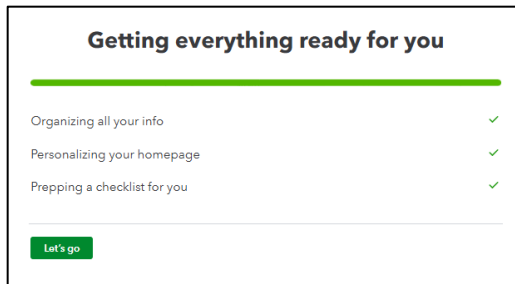 Getting everything ready for you
Organizing all your info
Personalizing your homepage
Prepping a checklist for you
Let's go